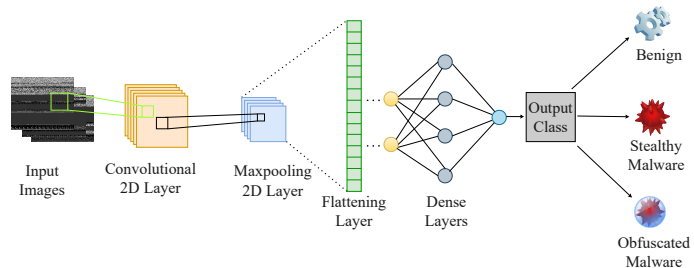 Input
Images
Convolutional
2D Layer
Maxpooling
2D Layer
Flattening
Layer
Dense
Layers
Output
Class
Benign
Stealthy
Malware
Obfuscated
Malware